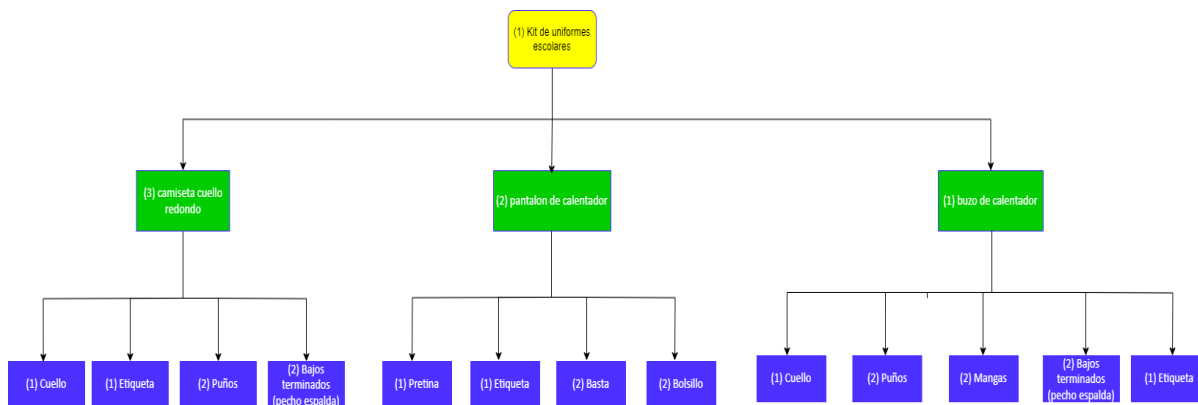 (1) Kit de uniformes
escolares
(3) camiseta cuello
redondo
(2) pantalon de calentador
(1) buzo de calentador
(1) Cuello
(1) Etiqueta
(2) Puños
(2) Bajos
terminados
(pecho espalda)
(1) Pretina
(1) Etiqueta
(2) Basta
(2) Bolsillo
(1) Cuello
(2) Puños
(2) Mangas
(2) Bajos
terminados
(pecho espalda)
(1) Etiqueta